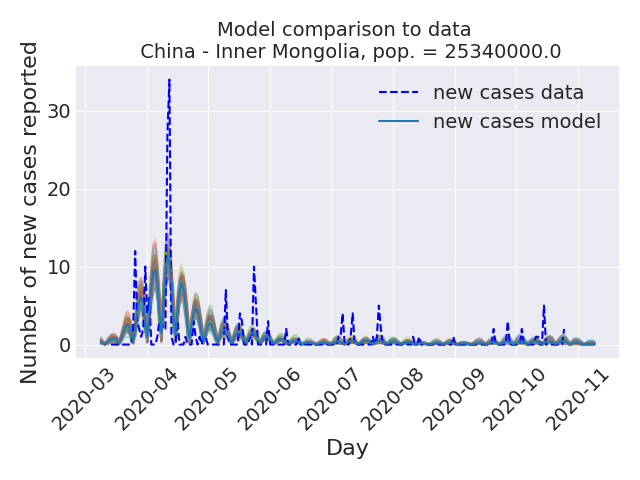 Model comparison to data
China - Inner Mongolia, pop. = 25340000.0
Number of new cases reported
30
20
10
0
new cases data
new cases model
2020-03
2020-04
2020-05
2020-06
2020-07
2020-08
2020-09
2020-10
2020-11
Day